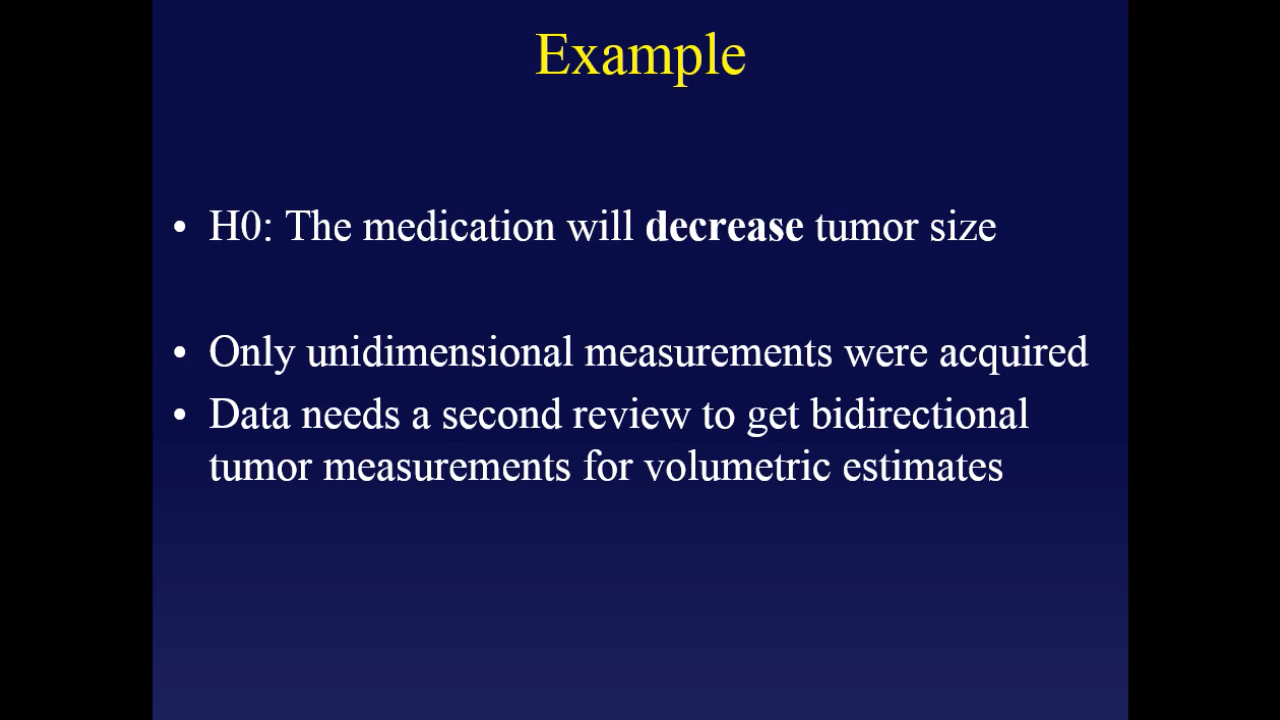 Example
• H0: The medication will decrease tumor size
• Only unidimensional measurements were acquired
• Data needs a second review to get bidirectional
tumor measurements for volumetric estimates